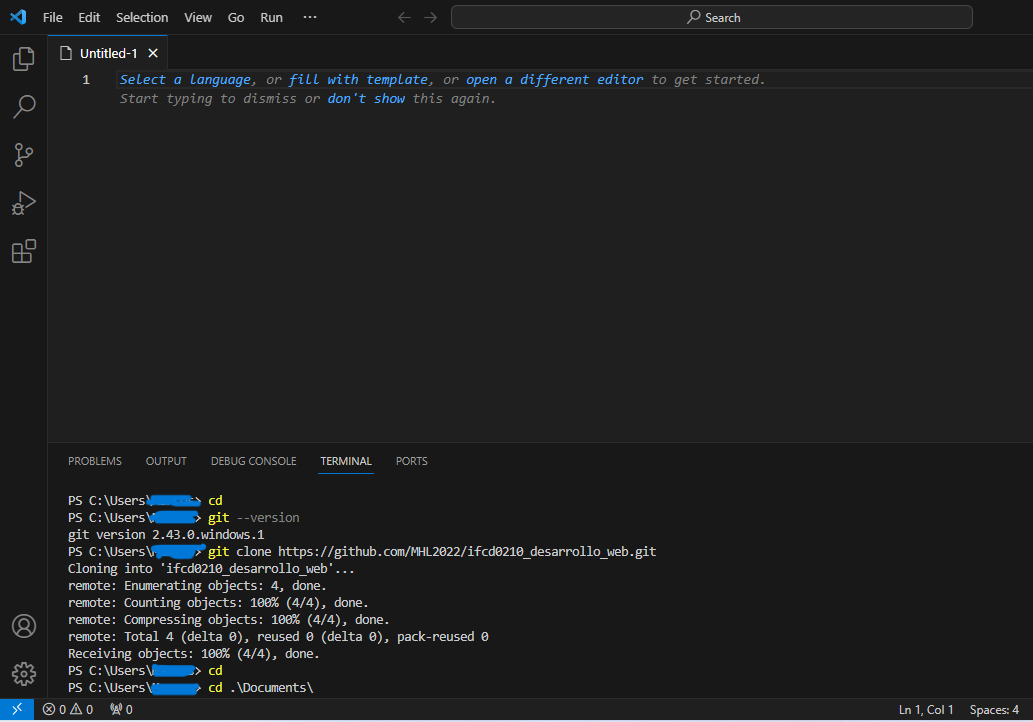 File Edit Selection View Go Run ···
Search
Untitled-1
1 Select a language, or fill with template, or open a different editor to get started.
Start typing to dismiss or don't show this again.
PROBLEMS OUTPUT DEBUG CONSOLE TERMINAL PORTS
PS C:\Users\ > cd
PS C:\Users\ > git --version
git version 2.43.0.windows.1
PS C:\Users\ > git clone https://github.com/MHL2022/ifcd0210_desarrollo_web.git
Cloning into 'ifcd0210_desarrollo_web'...
remote: Enumerating objects: 4, done.
remote: Counting objects: 100% (4/4), done.
remote: Compressing objects: 100% (4/4), done.
remote: Total 4 (delta 0), reused 0 (delta 0), pack-reused 0
Receiving objects: 100% (4/4), done.
PS C:\Users\ > cd
PS C:\Users\ > cd .\Documents\
0 0 0 Ln 1, Col 1 Spaces: 4